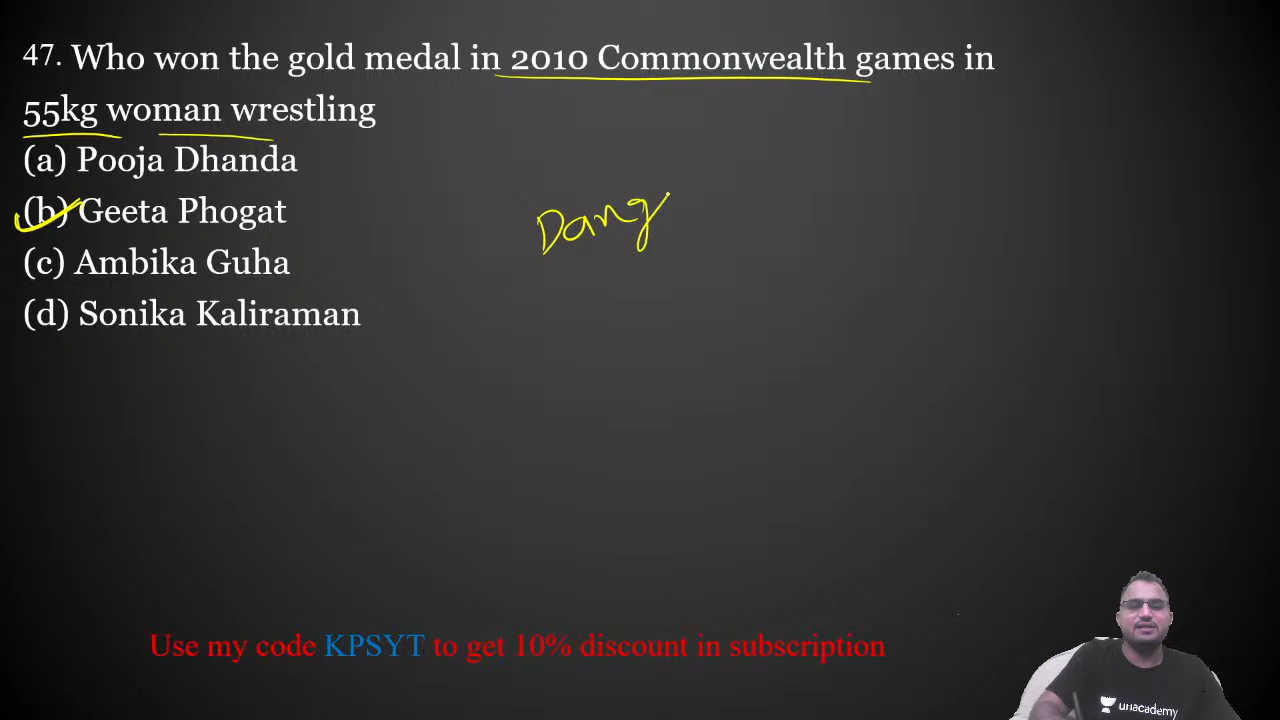 47. Who won the gold medal in 2010 Commonwealth games in
55kg woman wrestling
(a) Pooja Dhanda
(b) Geeta Phogat
(c) Ambika Guha
(d) Sonika Kaliraman
Dang
Use my code KPSYT to get 10% discount in subscription
unacademy